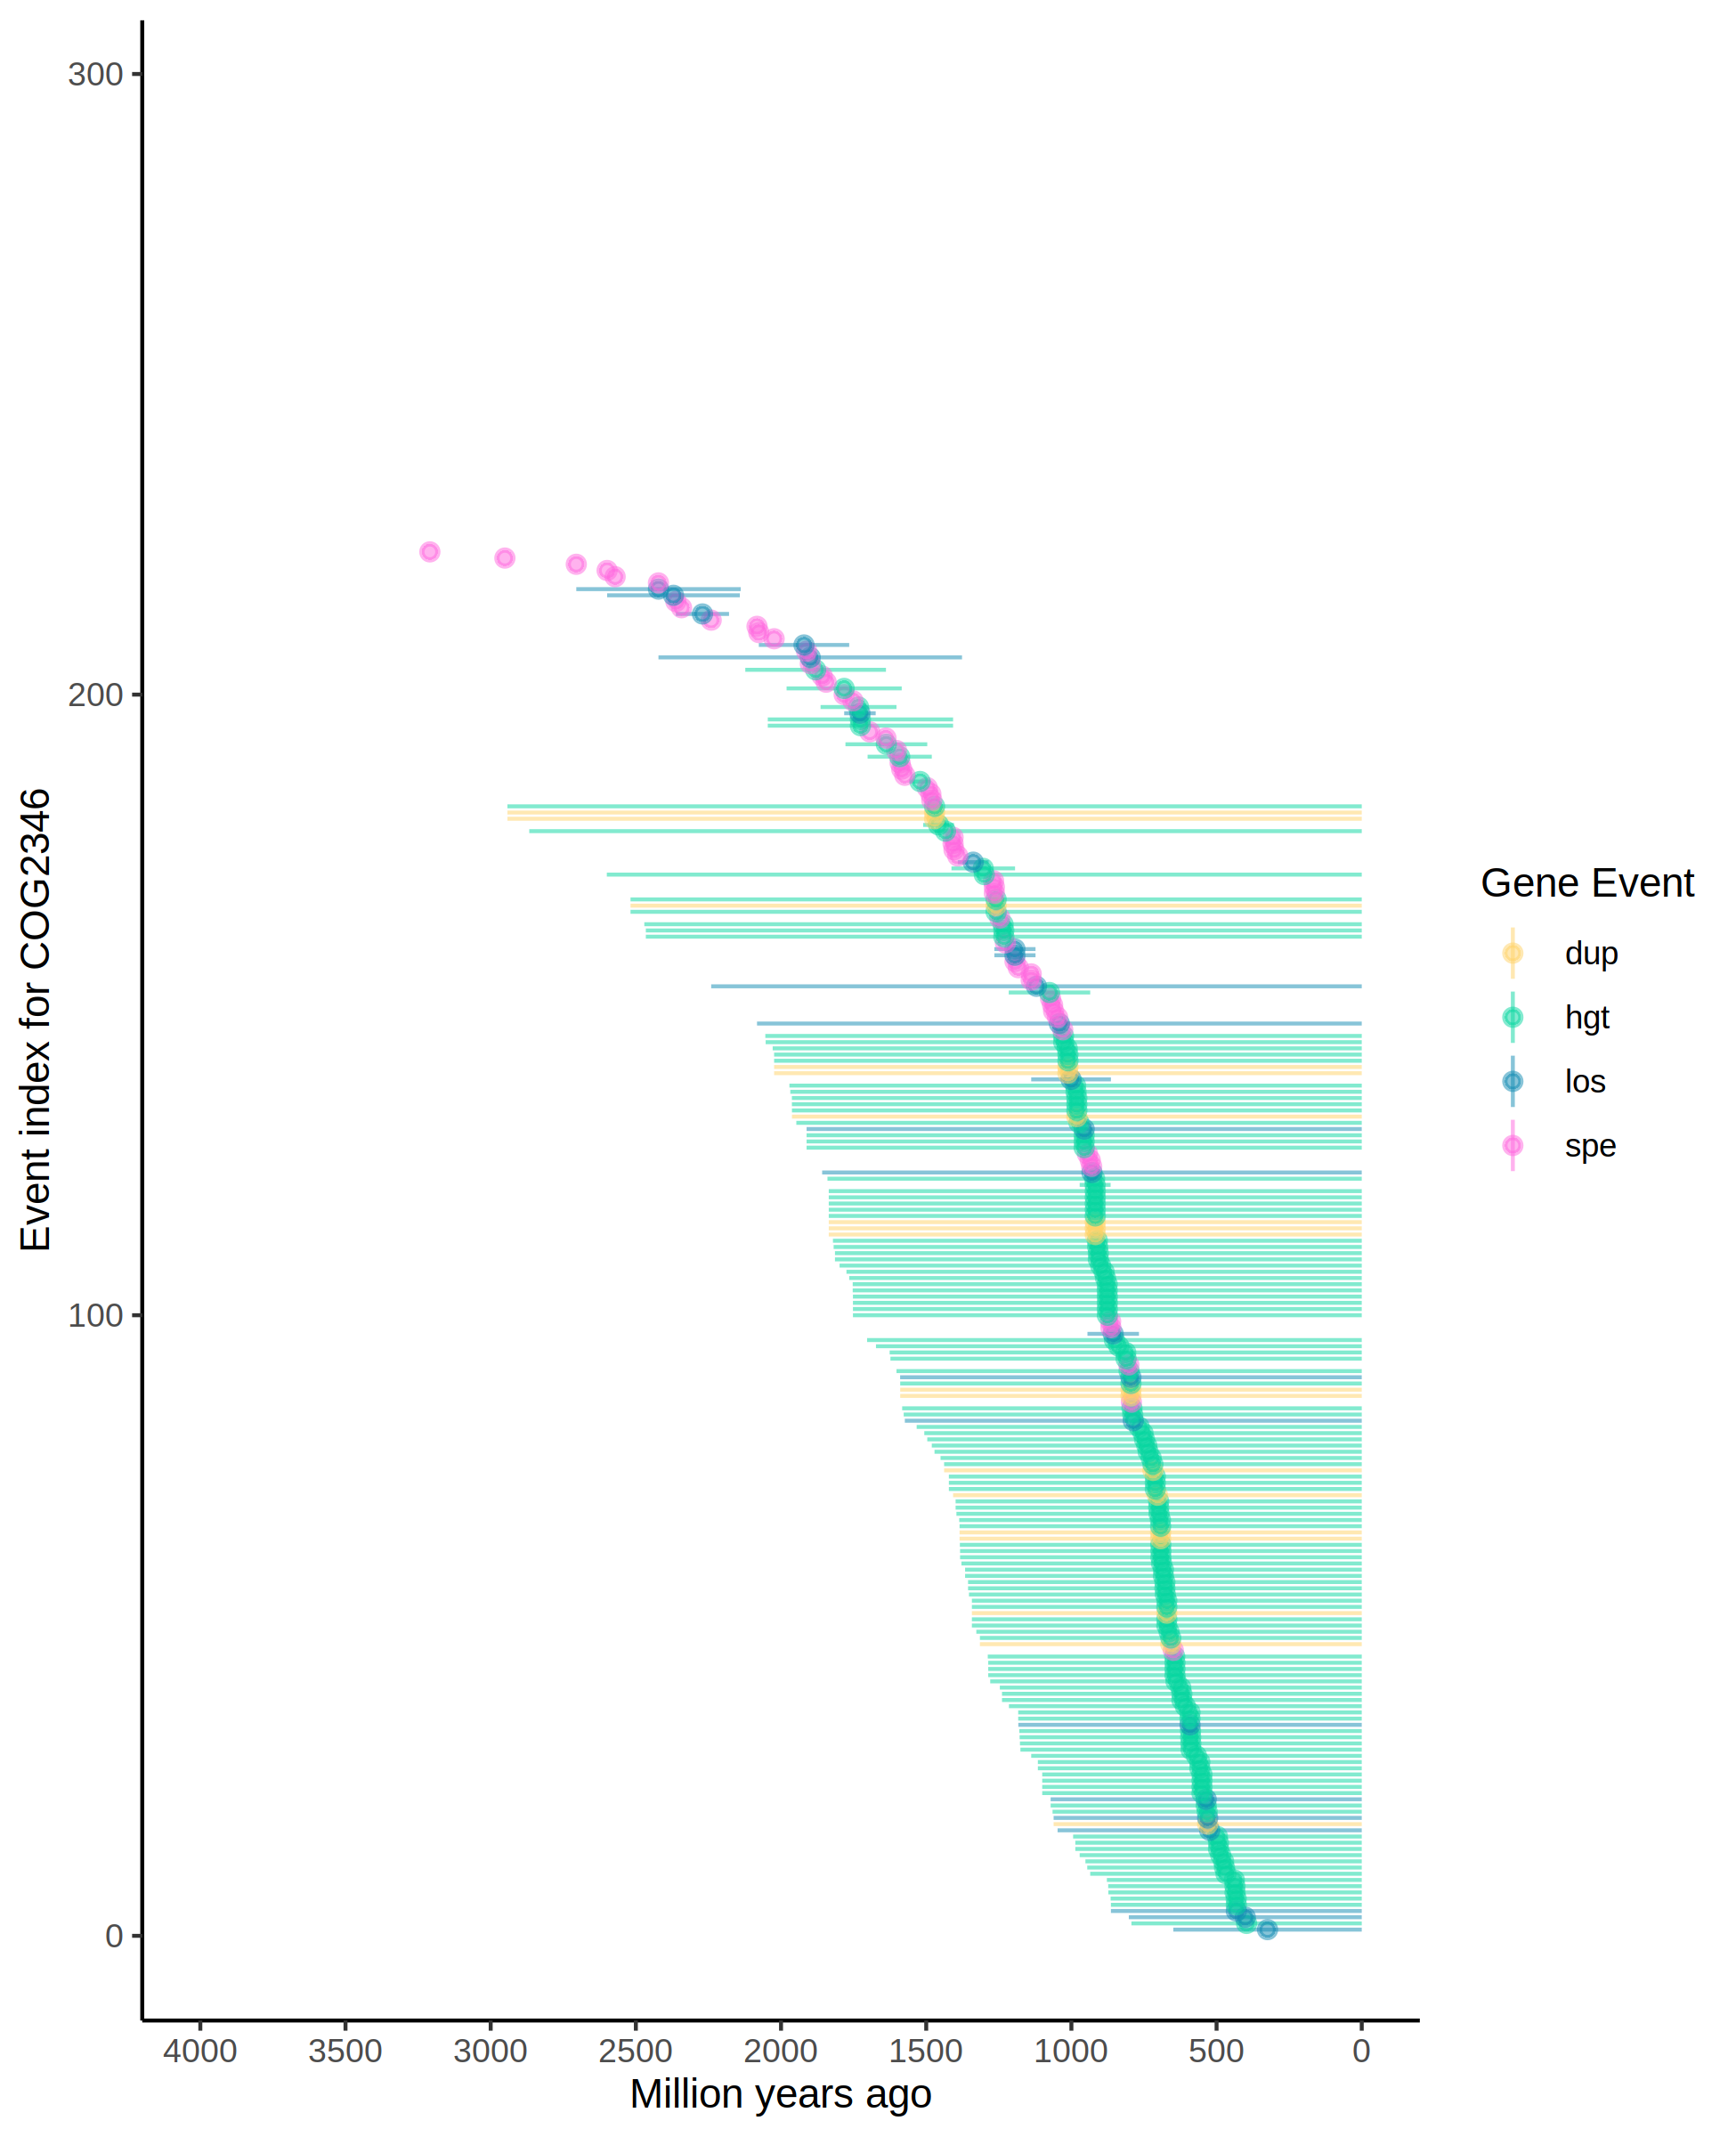 Event index for COG2346
300
200
100
0
4000 3500 3000 2500 2000 1500 1000 500 0
Million years ago
Gene Event
dup
hgt
los
spe